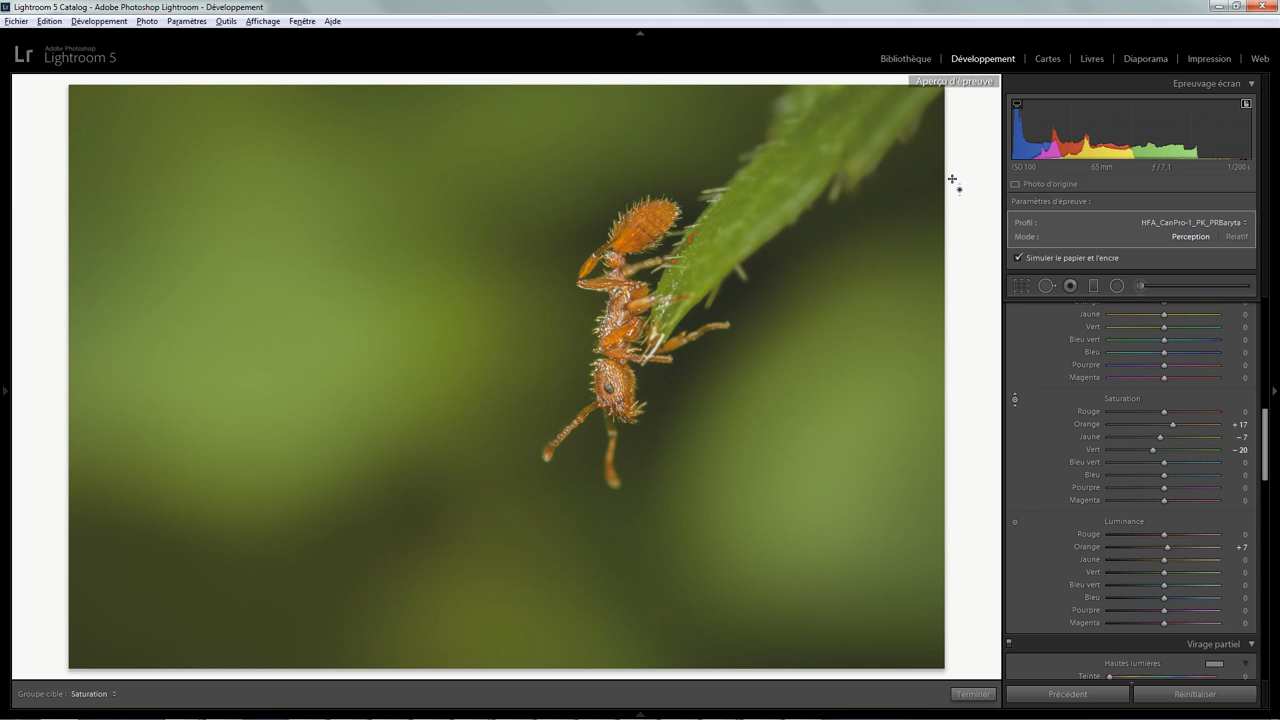 Lightroom 5 Catalog - Adobe Photoshop Lightroom - Développement
Fichier Edition Développement Photo Paramètres Outils Affichage Fenêtre Aide
Lr Adobe Photoshop
Lightroom 5
Bibliothèque | Développement | Cartes | Livres | Diaporama | Impression | Web
Aperçu d'épreuve
Epreuvage écran
ISO 100 65 mm ƒ / 7,1 1/200 s
Photo d'origine
Paramètres d'épreuve :
Profil : HFA_CanPro-1_PK_PRBaryta
Mode : Perception Relatif
Simuler le papier et l'encre
Orange 0
Jaune 0
Vert 0
Bleu vert 0
Bleu 0
Pourpre 0
Magenta 0
Saturation
Rouge 0
Orange + 17
Jaune – 7
Vert – 20
Bleu vert 0
Bleu 0
Pourpre 0
Magenta 0
Luminance
Rouge 0
Orange + 7
Jaune 0
Vert 0
Bleu vert 0
Bleu 0
Pourpre 0
Magenta 0
Virage partiel
Hautes lumières
Teinte 0
Groupe cible : Saturation
Terminer
Précédent
Réinitialiser